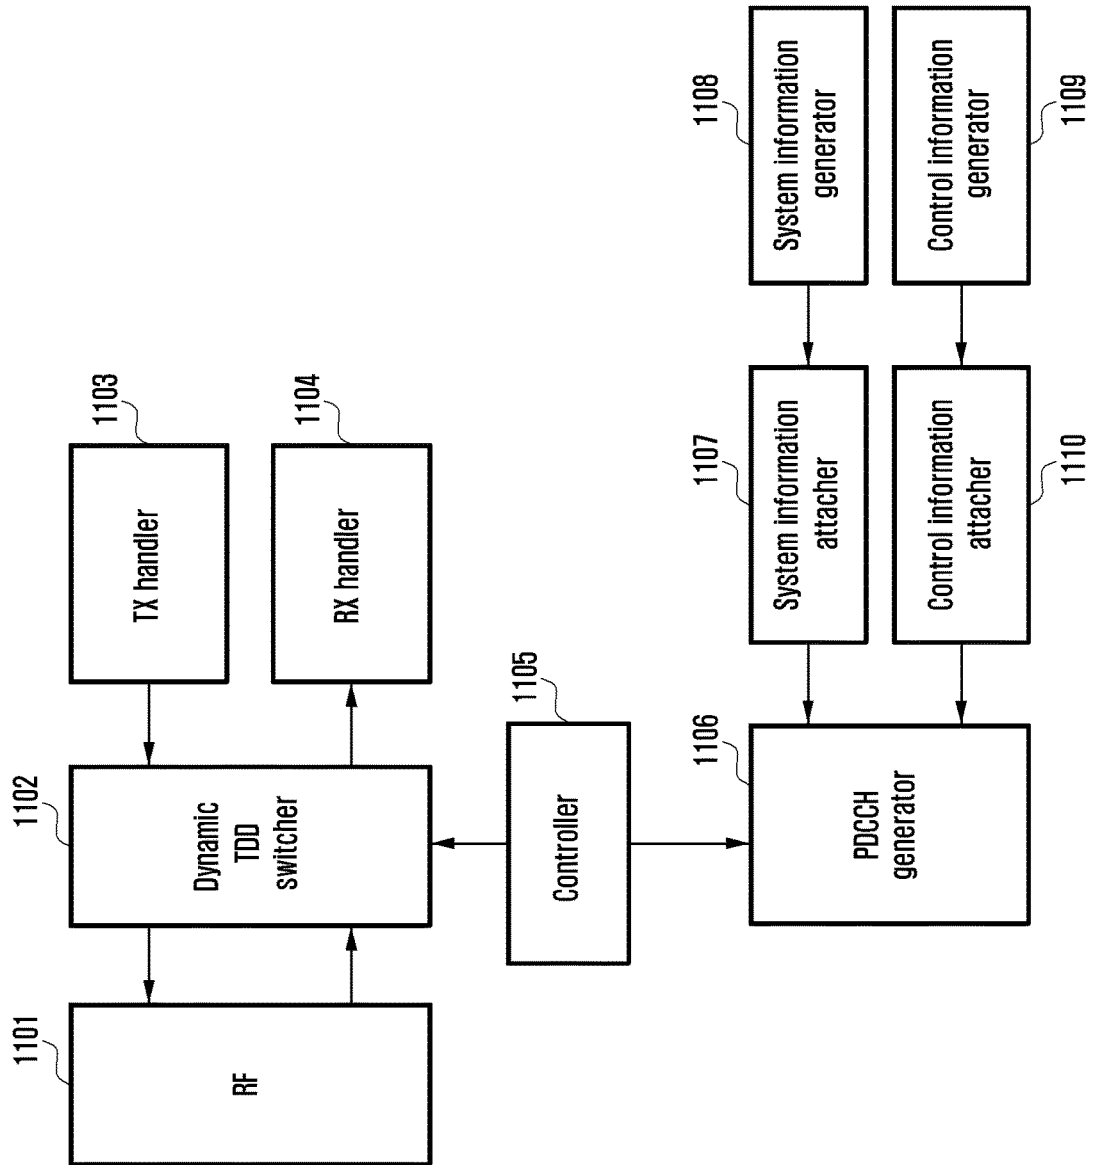 1101
RF
1102
Dynamic
TDD
switcher
1103
TX handler
1104
RX handler
1105
Controller
1106
PDCCH
generator
1107
System information
attacher
1108
System information
generator
1110
Control information
attacher
1109
Control information
generator